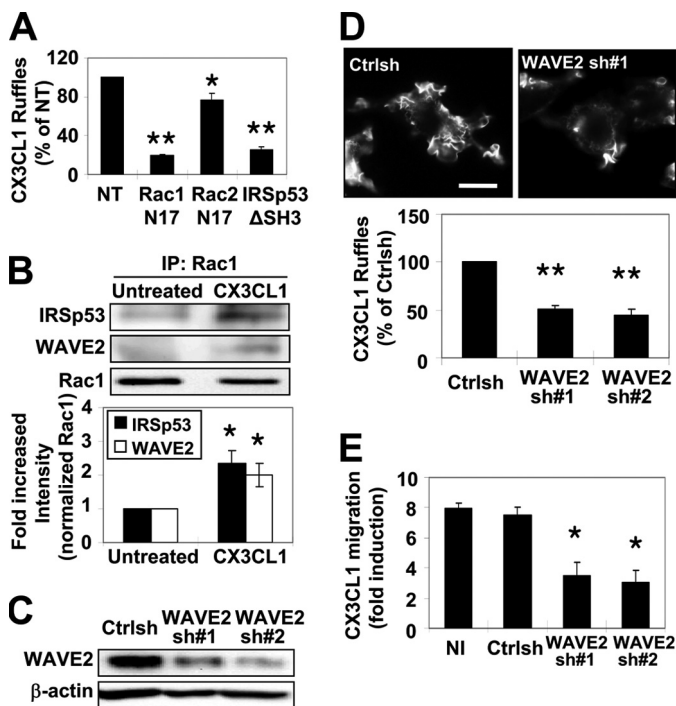 A
CX3CL1 Ruffles
(% of NT)
120
80
40
0
**
*
**
NT
Rac1
N17
Rac2
N17
IRSp53
ΔSH3
B
IP: Rac1
Untreated
CX3CL1
IRSp53
WAVE2
Rac1
Fold increased
Intensity
(normalized Rac1)
4
3
2
1
0
IRSp53
WAVE2
*
*
Untreated
CX3CL1
C
Ctrlsh
WAVE2
sh#1
WAVE2
sh#2
WAVE2
β-actin
D
Ctrlsh
WAVE2 sh#1
CX3CL1 Ruffles
(% of Ctrlsh)
150
100
50
0
**
**
Ctrlsh
WAVE2
sh#1
WAVE2
sh#2
E
CX3CL1 migration
(fold induction)
10
8
6
4
2
0
*
*
NI
Ctrlsh
WAVE2
sh#1
WAVE2
sh#2